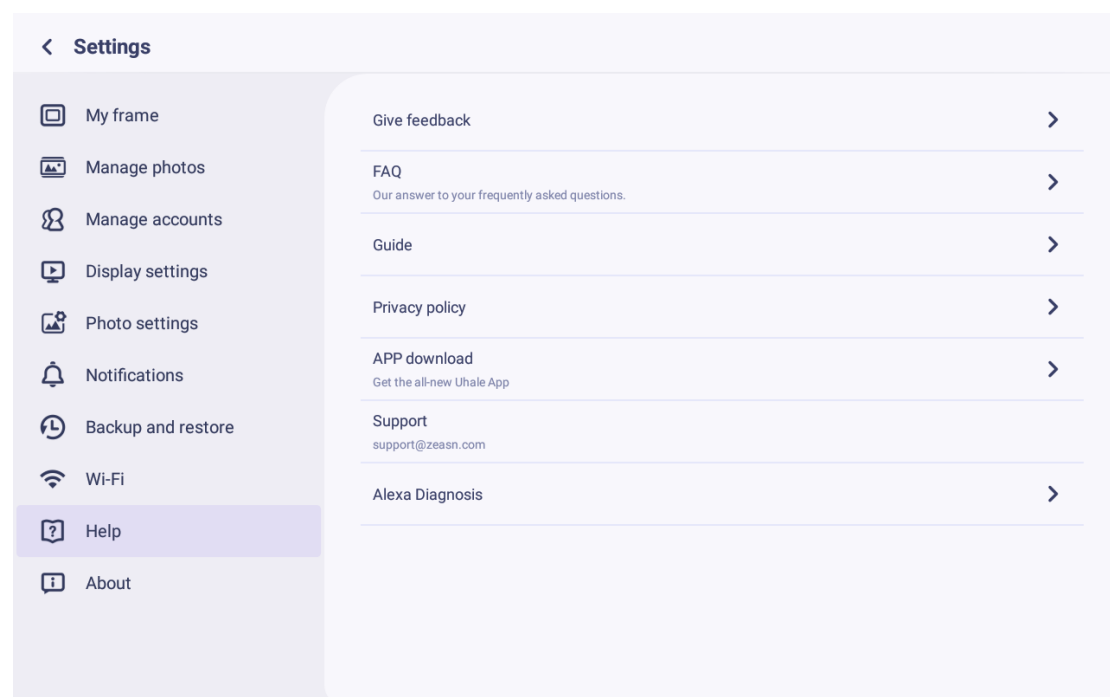 Settings
My frame
Manage photos
Manage accounts
Display settings
Photo settings
Notifications
Backup and restore
Wi-Fi
Help
About
Give feedback
FAQ
Our answer to your frequently asked questions.
Guide
Privacy policy
APP download
Get the all-new Uhale App
Support
support@zeasn.com
Alexa Diagnosis